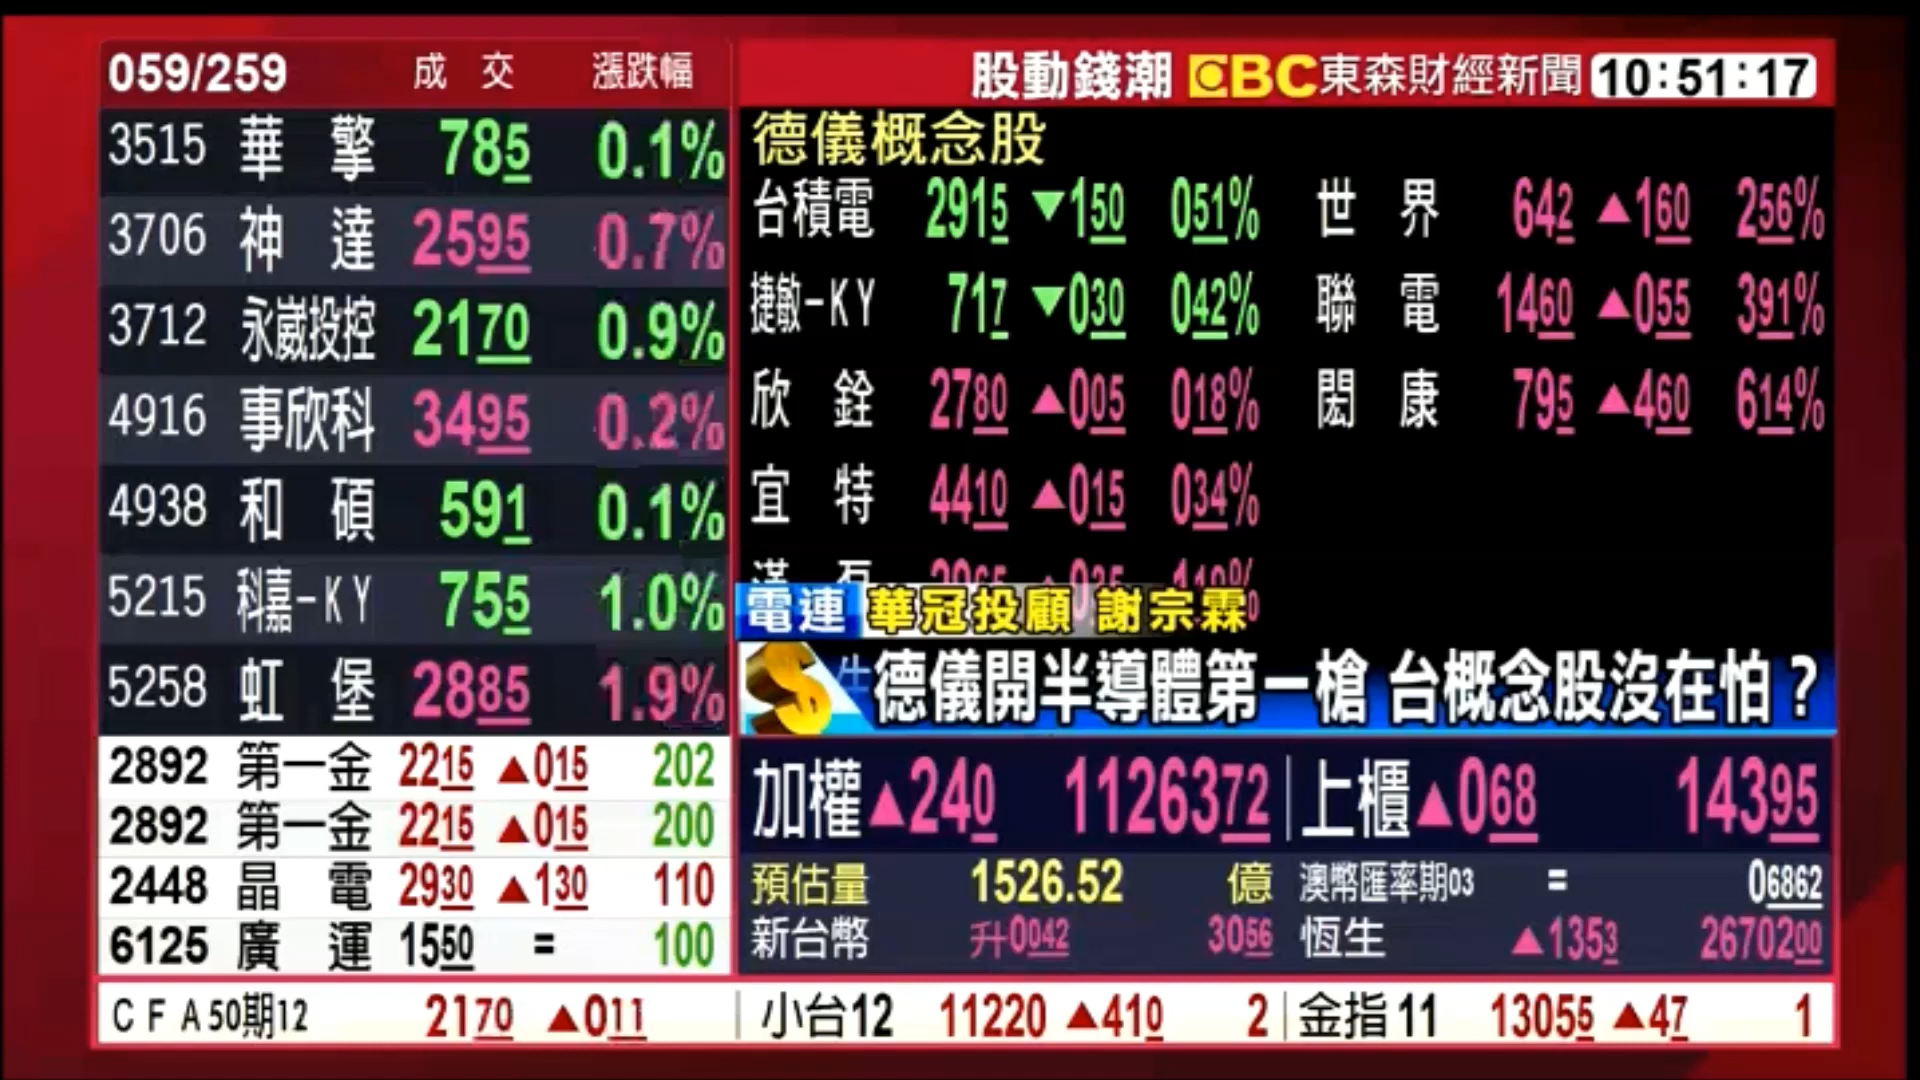 059/259 成交 漲跌幅
股動錢潮 EBC東森財經新聞 10:51:17
3515 華擎 785 0.1%
3706 神達 2595 0.7%
3712 永崴投控 2170 0.9%
4916 事欣科 3495 0.2%
4938 和碩 591 0.1%
5215 科嘉-KY 755 1.0%
5258 虹堡 2885 1.9%
2892 第一金 2215 ▲015 202
2892 第一金 2215 ▲015 200
2448 晶電 2930 ▲130 110
6125 廣運 1550 = 100
德儀概念股
台積電 2915 ▼150 051% 世界 642 ▲160 256%
捷敏-KY 717 ▼030 042% 聯電 1460 ▲055 391%
欣銓 2780 ▲005 018% 閎康 795 ▲460 614%
宜特 4410 ▲015 034%
電連 華冠投顧 謝宗霖
德儀開半導體第一槍 台概念股沒在怕?
加權▲240 1126372 上櫃▲068 14395
預估量 1526.52 億 澳幣匯率期03 = 06862
新台幣 升0042 3056 恆生 ▲1353 2670200
CFA50期12 2170 ▲011 小台12 11220 ▲410 2 金指11 13055 ▲47 1